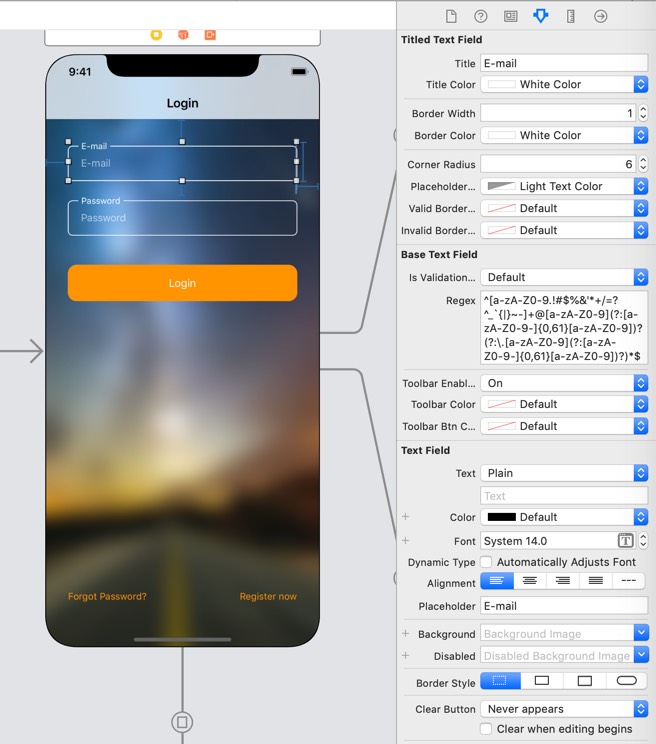 9:41
Login
E-mail
E-mail
Password
Password
Login
Forgot Password?
Register now
Titled Text Field
Title E-mail
Title Color White Color
Border Width 1
Border Color White Color
Corner Radius 6
Placeholder... Light Text Color
Valid Border... Default
Invalid Border... Default
Base Text Field
Is Validation... Default
Regex ^[a-zA-Z0-9.!#$%&'*+/=?
^_`{|}~-]+@[a-zA-Z0-9](?:[a-
zA-Z0-9-]{0,61}[a-zA-Z0-9])?
(?:\.[a-zA-Z0-9](?:[a-zA-
Z0-9-]{0,61}[a-zA-Z0-9])?)*$
Toolbar Enabl... On
Toolbar Color Default
Toolbar Btn C... Default
Text Field
Text Plain
Text
+ Color Default
+ Font System 14.0 T
Dynamic Type Automatically Adjusts Font
Alignment ---
Placeholder E-mail
+ Background Background Image
+ Disabled Disabled Background Image
Border Style
Clear Button Never appears
Clear when editing begins